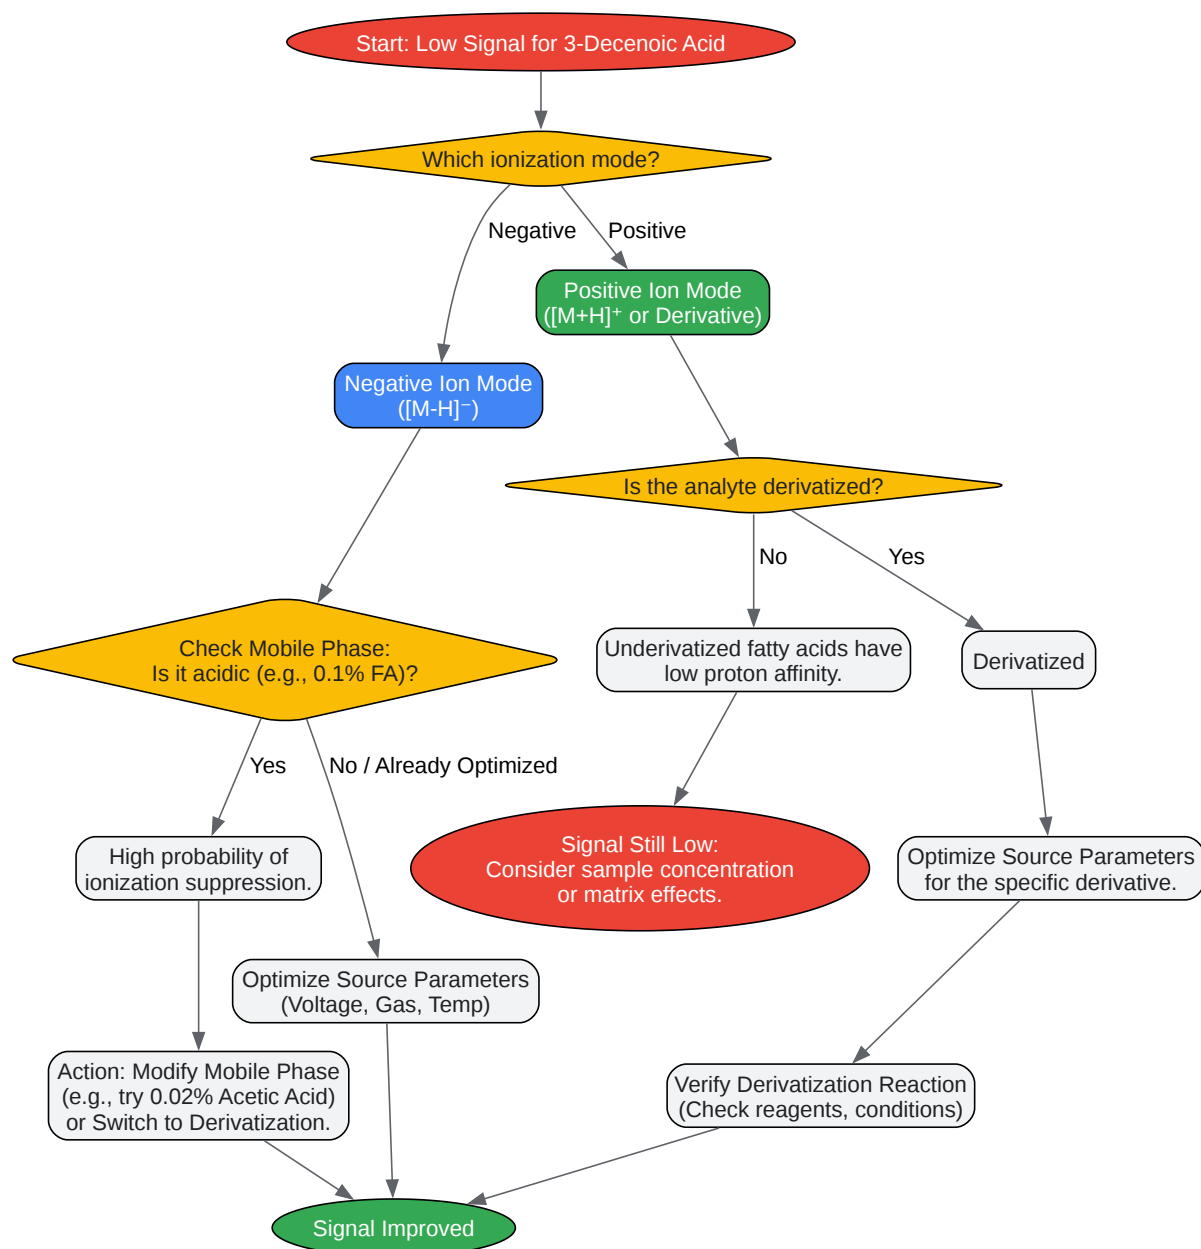 Start: Low Signal for 3-Decenoic Acid
Which ionization mode?
Negative
Positive
Positive Ion Mode
([M+H]⁺ or Derivative)
Negative Ion Mode
([M-H]⁻)
Is the analyte derivatized?
No
Yes
Check Mobile Phase:
Is it acidic (e.g., 0.1% FA)?
Underivatized fatty acids have
low proton affinity.
Derivatized
Yes
No / Already Optimized
High probability of
ionization suppression.
Signal Still Low:
Consider sample concentration
or matrix effects.
Optimize Source Parameters
for the specific derivative.
Optimize Source Parameters
(Voltage, Gas, Temp)
Action: Modify Mobile Phase
(e.g., try 0.02% Acetic Acid)
or Switch to Derivatization.
Verify Derivatization Reaction
(Check reagents, conditions)
Signal Improved